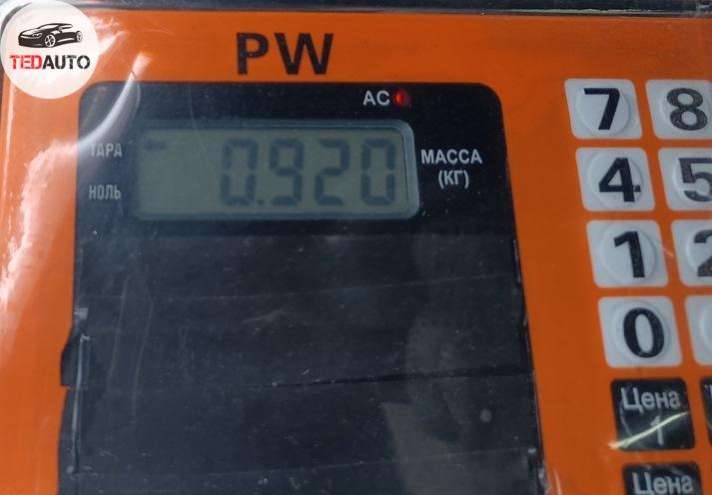 TEDAUTO
PW
AC
7 8
ТАРА
0.920
МАССА
(КГ)
НОЛЬ
4 5
1 2
0
Цена
1
Цена